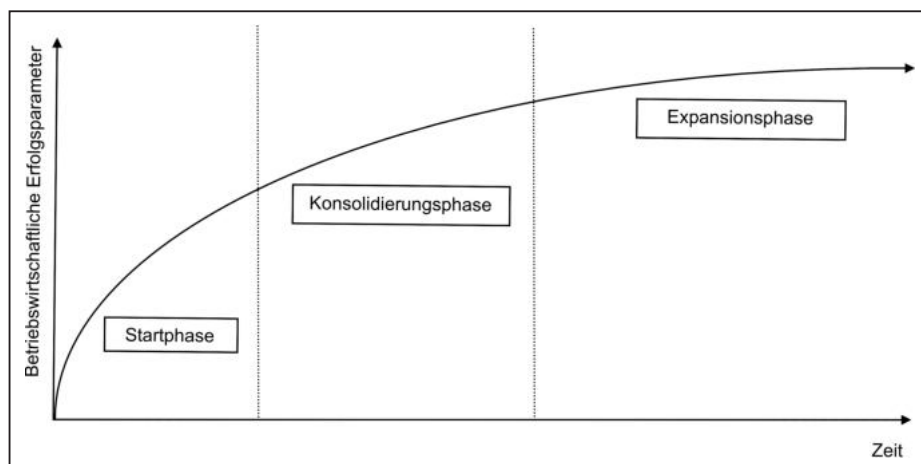 Betriebswirtschaftliche Erfolgsparameter
Expansionsphase
Konsolidierungsphase
Startphase
Zeit